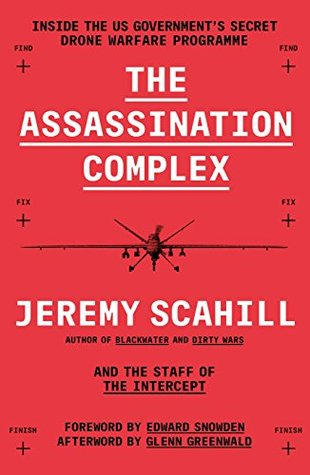 INSIDE THE US GOVERNMENT'S SECRET
DRONE WARFARE PROGRAMME
FIND FIND
THE
ASSASSINATION
COMPLEX
FIX FIX
JEREMY SCAHILL
AUTHOR OF BLACKWATER AND DIRTY WARS
AND THE STAFF OF
THE INTERCEPT
FOREWORD BY EDWARD SNOWDEN
FINISH FINISH
AFTERWORD BY GLENN GREENWALD